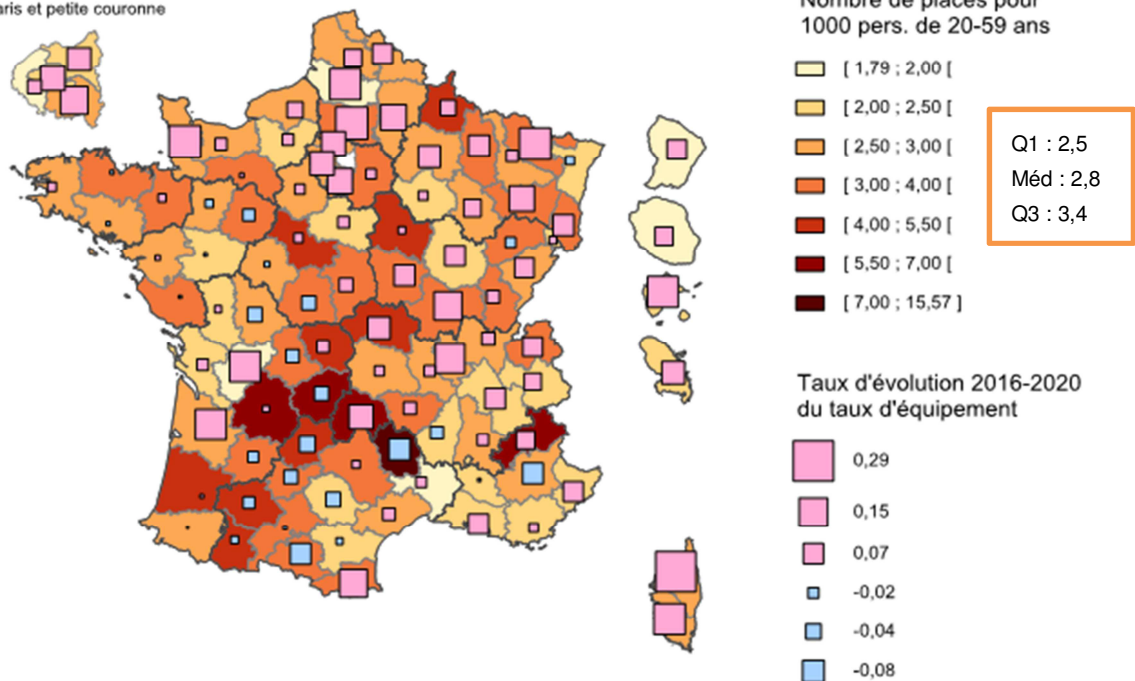 aris et petite couronne
Nombre de places pour
1000 pers. de 20-59 ans
[ 1,79 ; 2,00 [
[ 2,00 ; 2,50 [
[ 2,50 ; 3,00 [
[ 3,00 ; 4,00 [
[ 4,00 ; 5,50 [
[ 5,50 ; 7,00 [
[ 7,00 ; 15,57 ]
Q1 : 2,5
Méd : 2,8
Q3 : 3,4
Taux d'évolution 2016-2020
du taux d'équipement
0,29
0,15
0,07
-0,02
-0,04
-0,08